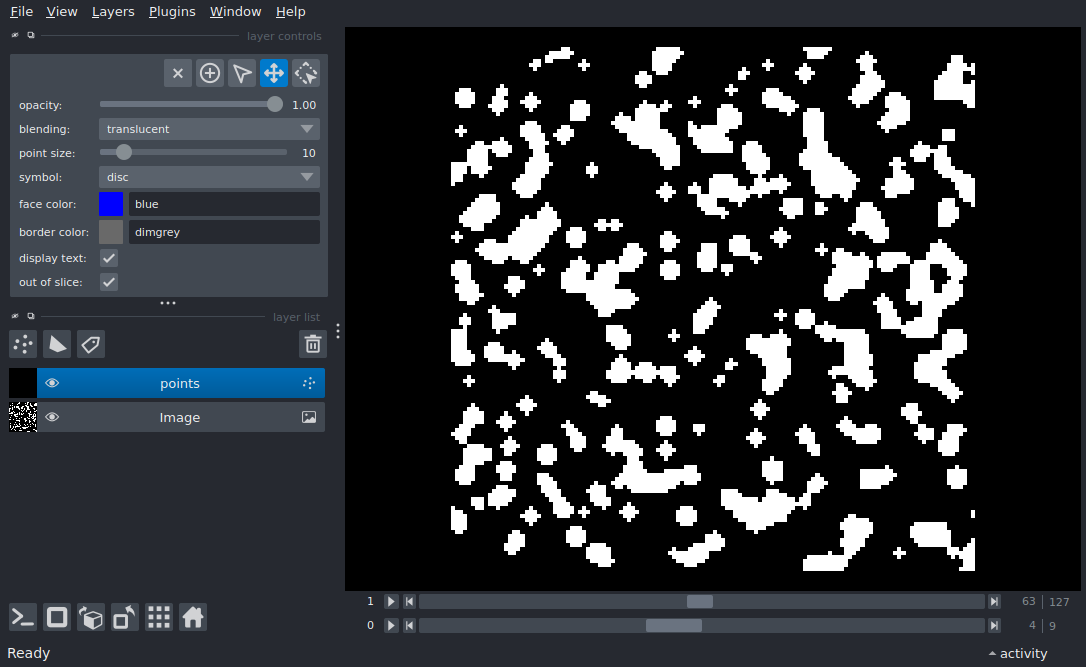 File View Layers Plugins Window Help
layer controls
opacity: 1.00
blending: translucent
point size: 10
symbol: disc
face color: blue
border color: dimgrey
display text:
out of slice:
layer list
points
Image
1 63 127
0 4 9
Ready activity